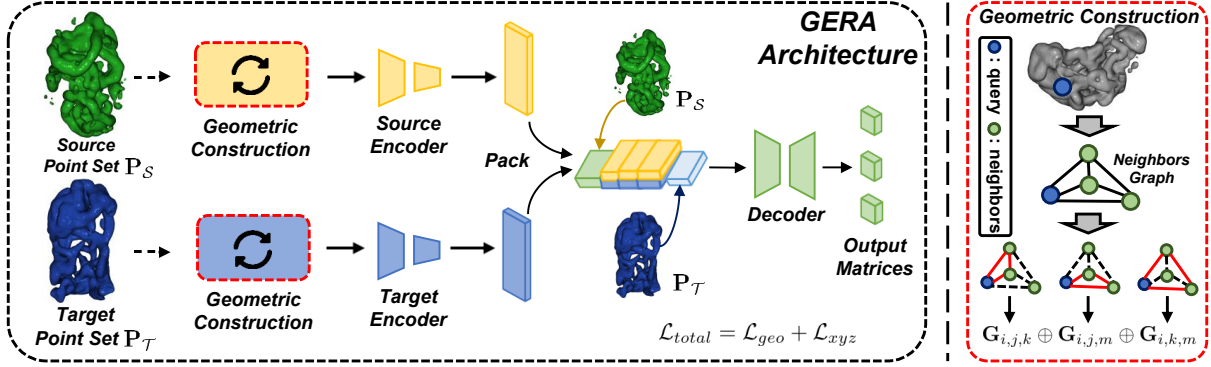 GERA
Architecture
Source
Point Set P_S
Geometric
Construction
Source
Encoder
Pack
P_S
Decoder
Output
Matrices
Target
Point Set P_T
Geometric
Construction
Target
Encoder
P_T
L_total = L_geo + L_xyz
Geometric Construction
: query
: neighbors
Neighbors
Graph
G_i,j,k ⊕ G_i,j,m ⊕ G_i,k,m